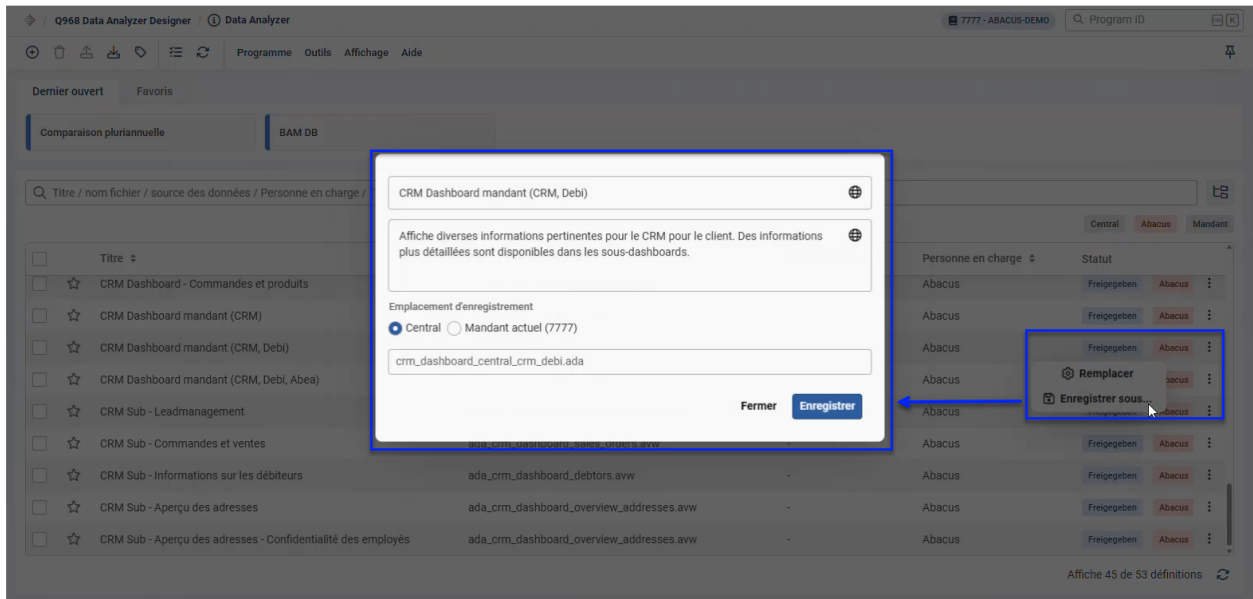 Q968 Data Analyzer Designer / Data Analyzer
7777 - ABACUS-DEMO
Program ID
K
Programme Outils Affichage Aide
Dernier ouvert Favoris
Comparaison pluriannuelle
BAM DB
Titre / nom fichier / source des données / Personne en charge /
Central Abacus Mandant
Titre Personne en charge Statut
CRM Dashboard - Commandes et produits Abacus Freigegeben Abacus
CRM Dashboard mandant (CRM) Abacus Freigegeben Abacus
CRM Dashboard mandant (CRM, Debi) Abacus Freigegeben Abacus
CRM Dashboard mandant (CRM, Debi, Abea) Abacus
CRM Sub - Leadmanagement Abacus Freigegeben Abacus
CRM Sub - Commandes et ventes ada_crm_dashboard_sales_orders.avw - Abacus Freigegeben Abacus
CRM Sub - Informations sur les débiteurs ada_crm_dashboard_debtors.avw - Abacus Freigegeben Abacus
CRM Sub - Aperçu des adresses ada_crm_dashboard_overview_addresses.avw - Abacus Freigegeben Abacus
CRM Sub - Aperçu des adresses - Confidentialité des employés ada_crm_dashboard_overview_addresses.avw - Abacus Freigegeben Abacus
Affiche 45 de 53 définitions
CRM Dashboard mandant (CRM, Debi)
Affiche diverses informations pertinentes pour le CRM pour le client. Des informations
plus détaillées sont disponibles dans les sous-dashboards.
Emplacement d'enregistrement
Central Mandant actuel (7777)
crm_dashboard_central_crm_debi.ada
Fermer Enregistrer
Remplacer
Enregistrer sous...